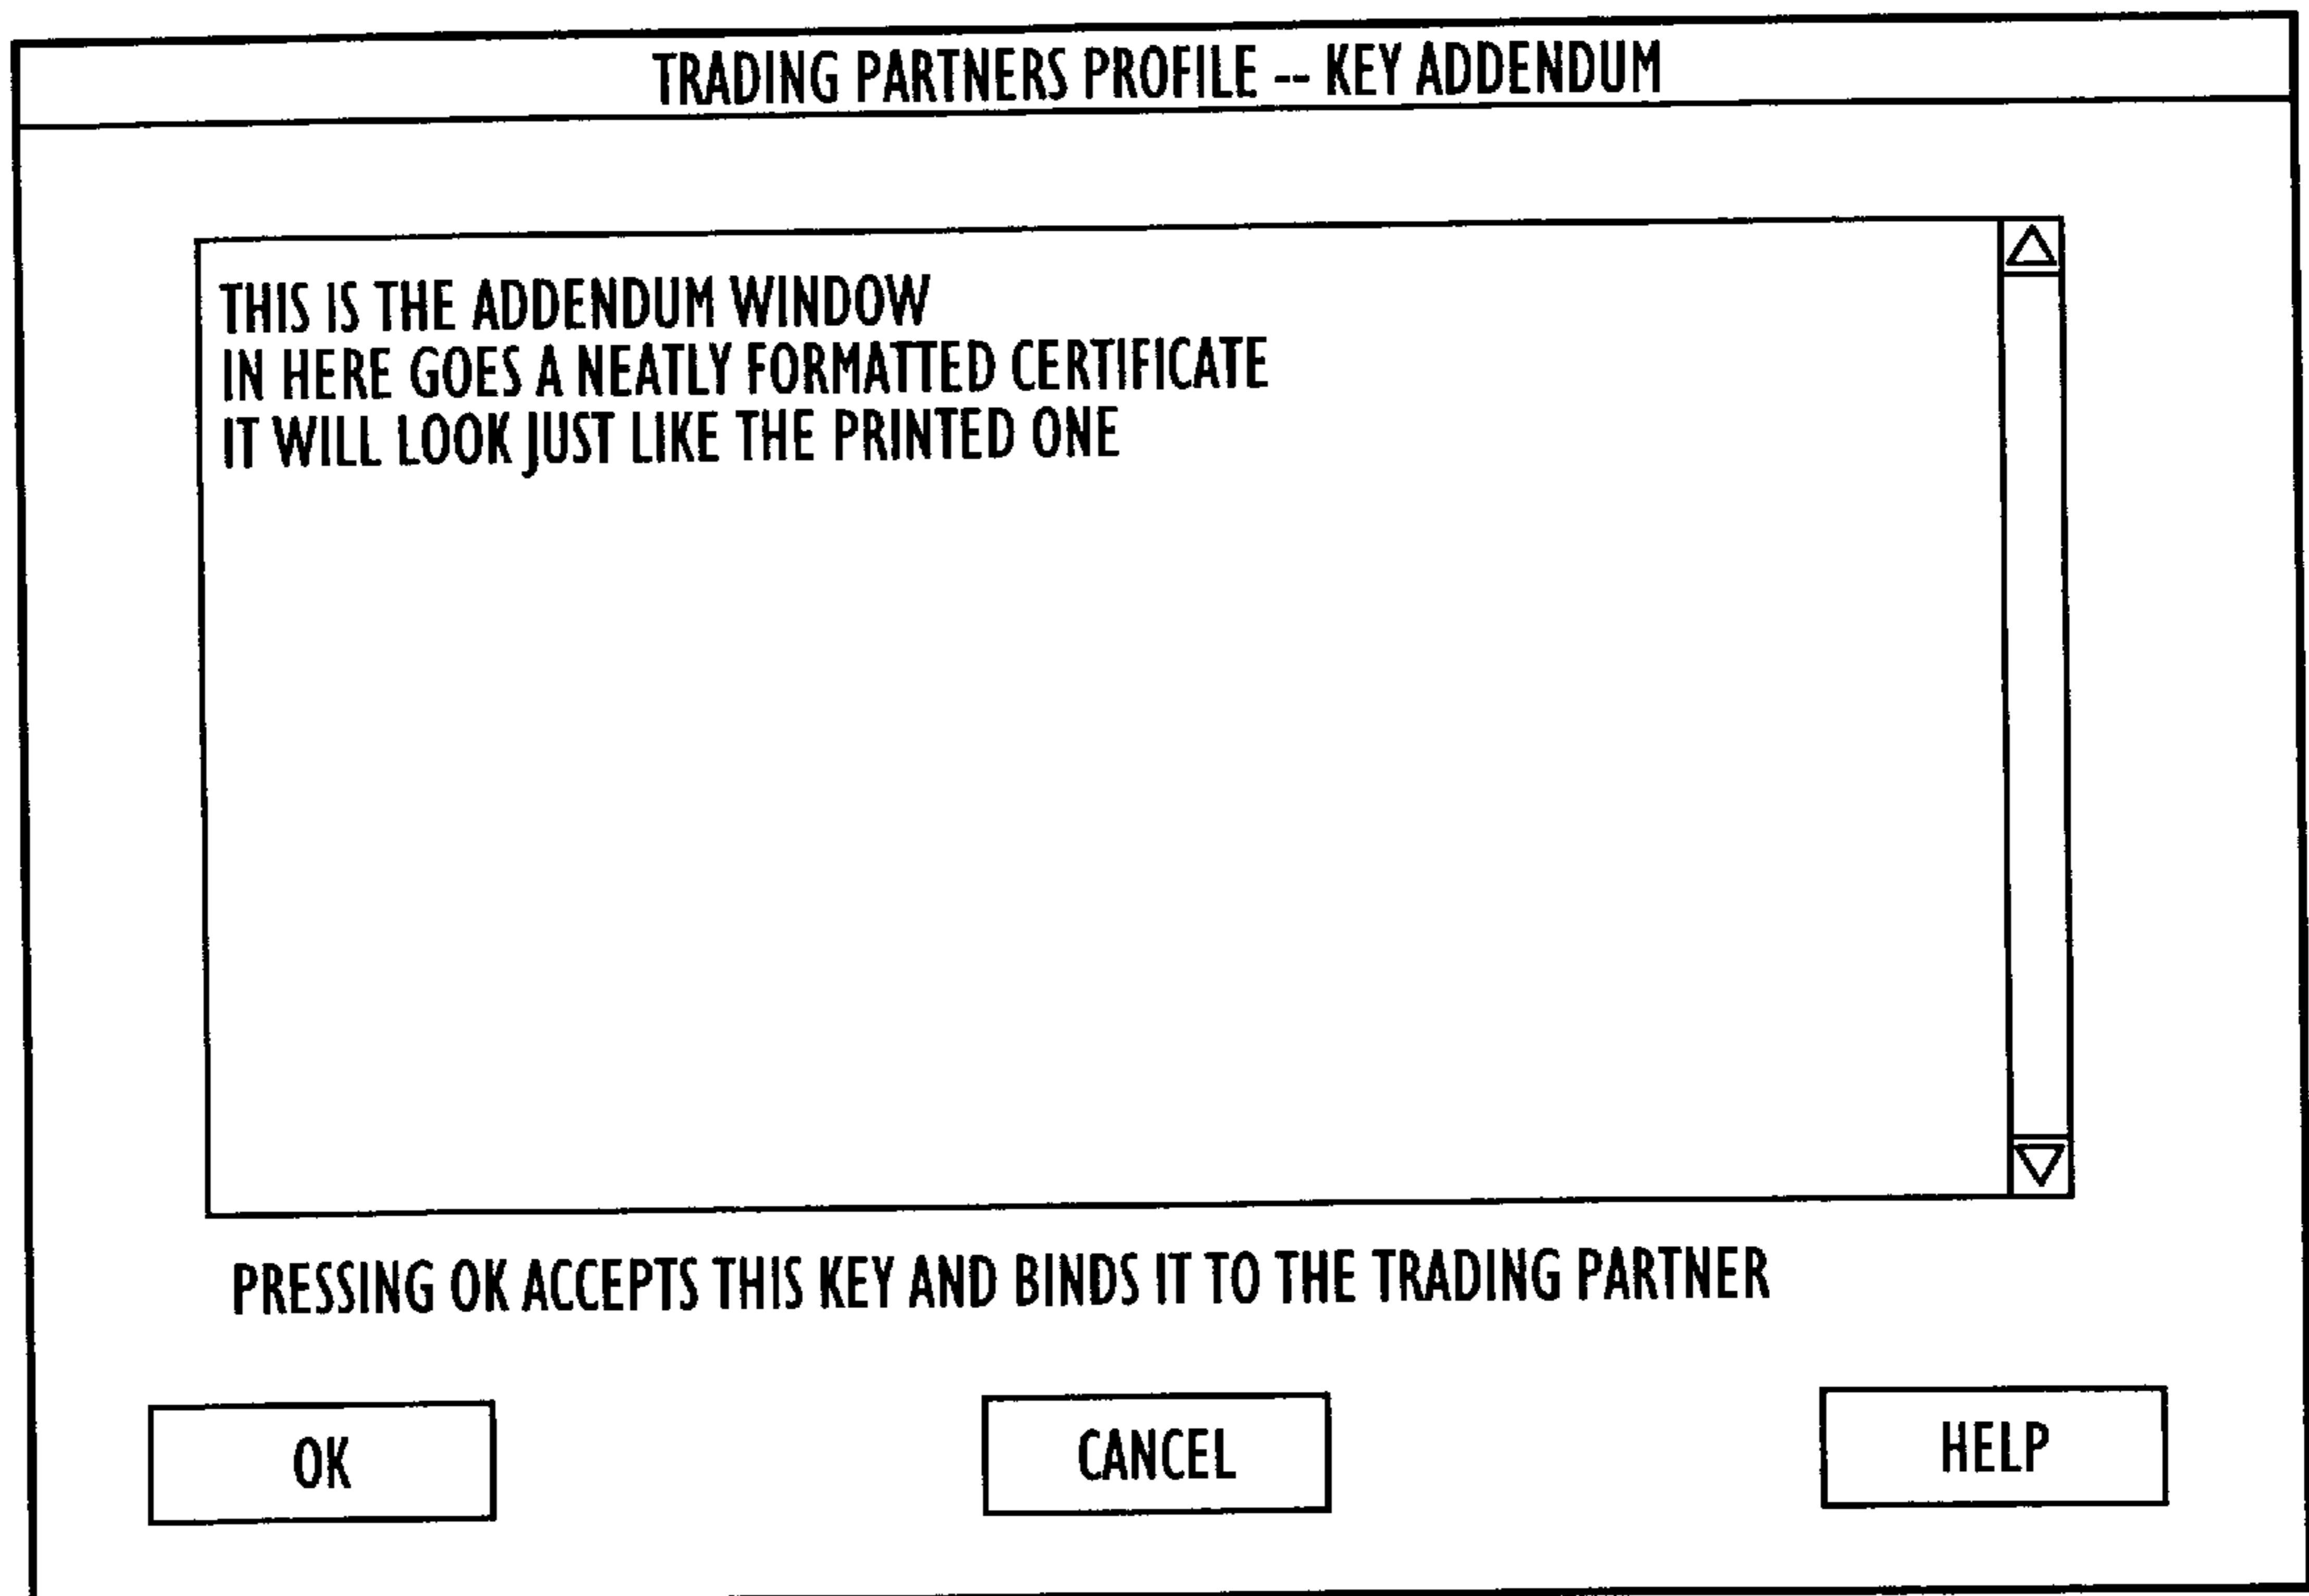 TRADING PARTNERS PROFILE -- KEY ADDENDUM
THIS IS THE ADDENDUM WINDOW
IN HERE GOES A NEATLY FORMATTED CERTIFICATE
IT WILL LOOK JUST LIKE THE PRINTED ONE
PRESSING OK ACCEPTS THIS KEY AND BINDS IT TO THE TRADING PARTNER
OK
CANCEL
HELP